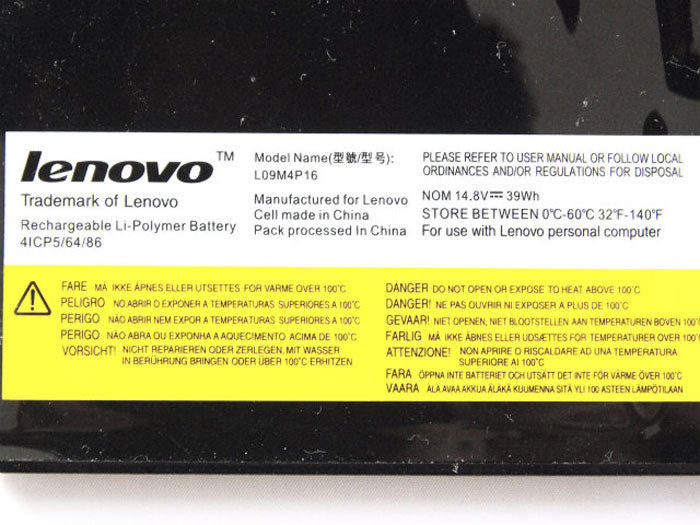 lenovo™
Trademark of Lenovo
Rechargeable Li-Polymer Battery
4ICP5/64/86
Model Name(型號/型号):
L09M4P16
Manufactured for Lenovo
Cell made in China
Pack processed In China
PLEASE REFER TO USER MANUAL OR FOLLOW LOCAL
ORDINANCES AND/OR REGULATIONS FOR DISPOSAL
NOM 14.8V⎓ 39Wh
STORE BETWEEN 0℃-60℃ 32℉-140℉
For use with Lenovo personal computer
FARE MÅ IKKE ÅPNES ELLER UTSETTES FOR VARME OVER 100℃
PELIGRO NO ABRIR O EXPONER A TEMPERATURAS SUPERIORES A 100℃
PERIGO NÃO ABRIR NEM EXPOR A TEMPERATURAS SUPERIORES A 100℃
PERIGO NÃO ABRA OU EXPONHA A AQUECIMENTO ACIMA DE 100℃
VORSICHT! NICHT REPARIEREN ODER ZERLEGEN, MIT WASSER
IN BERÜHRUNG BRINGEN ODER ÜBER 100℃ ERHITZEN
DANGER DO NOT OPEN OR EXPOSE TO HEAT ABOVE 100℃
DANGER! NE PAS OUVRIR NI EXPOSER À PLUS DE 100℃
GEVAAR! NIET OPENEN, NIET BLOOTSTELLEN AAN TEMPERATUREN BOVEN 100℃
FARLIG MÅ IKKE ÅBNES ELLER UDSÆTTES FOR TEMPERATURER OVER 100℃
ATTENZIONE! NON APRIRE O RISCALDARE AD UNA TEMPERATURA
SUPERIORE AI 100℃
FARA ÖPPNA INTE BATTERIET OCH UTSÄTT DET INTE FÖR VÄRME ÖVER 100℃
VAARA ÄLÄ AVAA AKKUA ÄLÄKÄ KUUMENNA SITÄ YLI 100 ASTEEN LÄMPÖTILAAN